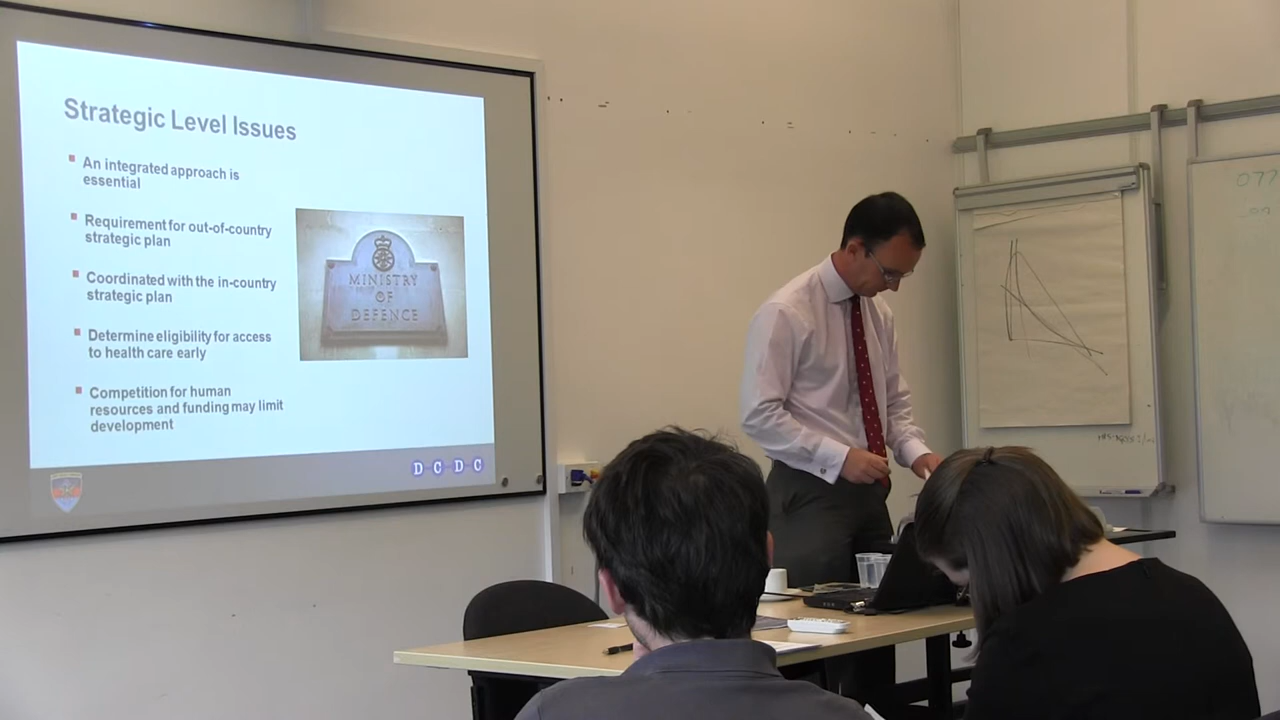 Strategic Level Issues
An integrated approach is
essential
Requirement for out-of-country
strategic plan
Coordinated with the in-country
strategic plan
Determine eligibility for access
to health care early
Competition for human
resources and funding may limit
development
MINISTRY
OF
DEFENCE
DCDC
077